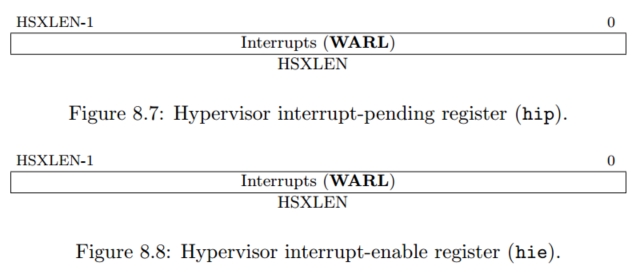 HSXLEN-1 0
Interrupts (WARL)
HSXLEN
Figure 8.7: Hypervisor interrupt-pending register (hip).
HSXLEN-1 0
Interrupts (WARL)
HSXLEN
Figure 8.8: Hypervisor interrupt-enable register (hie).